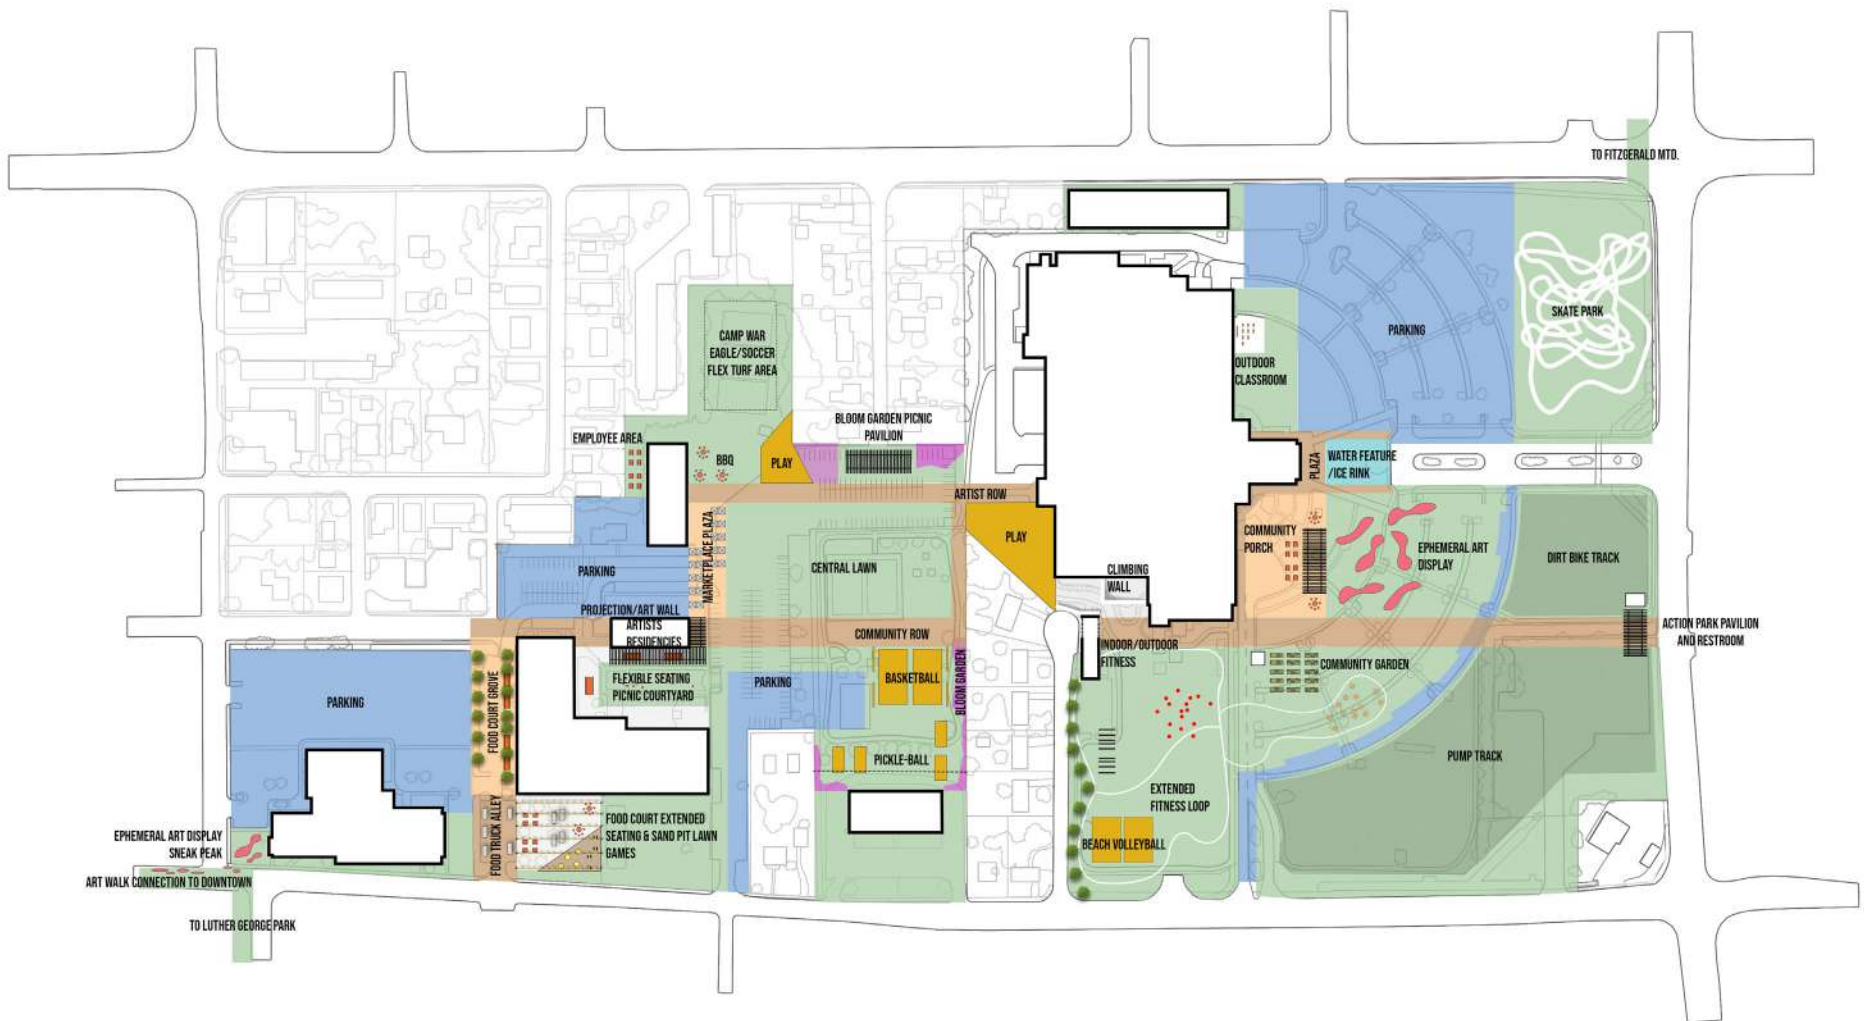 TO FITZGERALD MTD.
SKATE PARK
PARKING
CAMP WAR
EAGLE/SOCCER
FLEX TURF AREA
OUTDOOR
CLASSROOM
BLOOM GARDEN PICNIC
PAVILION
EMPLOYEE AREA
BBQ
PLAY
PLAZA
WATER FEATURE
/ICE RINK
ARTIST ROW
MARKETPLACE PLAZA
PLAY
COMMUNITY
PORCH
EPHEMERAL ART
DISPLAY
DIRT BIKE TRACK
PARKING
CENTRAL LAWN
CLIMBING
WALL
PROJECTION/ART WALL
ARTISTS
RESIDENCIES
COMMUNITY ROW
ACTION PARK PAVILION
AND RESTROOM
INDOOR/OUTDOOR
FITNESS
COMMUNITY GARDEN
FLEXIBLE SEATING
PICNIC COURTYARD
PARKING
BASKETBALL
BLOOM GARDEN
PARKING
FOOD COURT GROVE
PICKLE-BALL
PUMP TRACK
EXTENDED
FITNESS LOOP
FOOD TRUCK ALLEY
FOOD COURT EXTENDED
SEATING & SAND PIT LAWN
GAMES
BEACH VOLLEYBALL
EPHEMERAL ART DISPLAY
SNEAK PEAK
ART WALK CONNECTION TO DOWNTOWN
TO LUTHER GEORGE PARK